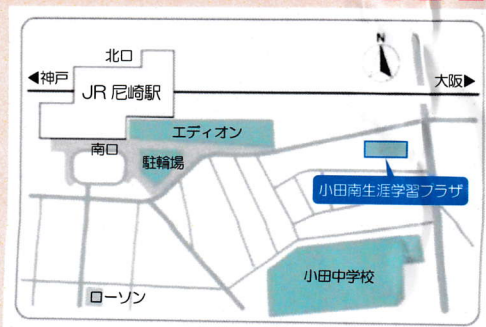 北口
N
◀神戸
JR 尼崎駅
大阪▶
エディオン
南口
駐輪場
小田南生涯学習プラザ
小田中学校
ローソン